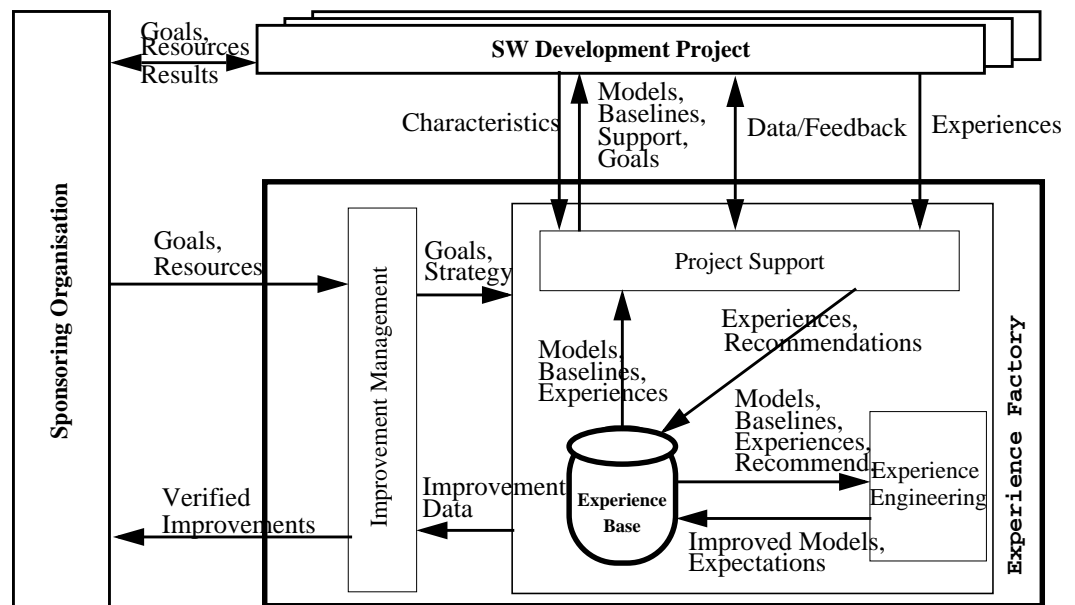 Goals,
Resources
Results
SW Development Project
Characteristics
Models,
Baselines,
Support,
Goals
Data/Feedback
Experiences
Sponsoring Organisation
Goals,
Resources
Improvement Management
Goals,
Strategy
Project Support
Experiences,
Recommendations
Models,
Baselines,
Experiences
Models,
Baselines,
Experiences,
Recommend.
Experience
Engineering
Experience
Base
Improved Models,
Expectations
Improvement
Data
Verified
Improvements
Experience Factory